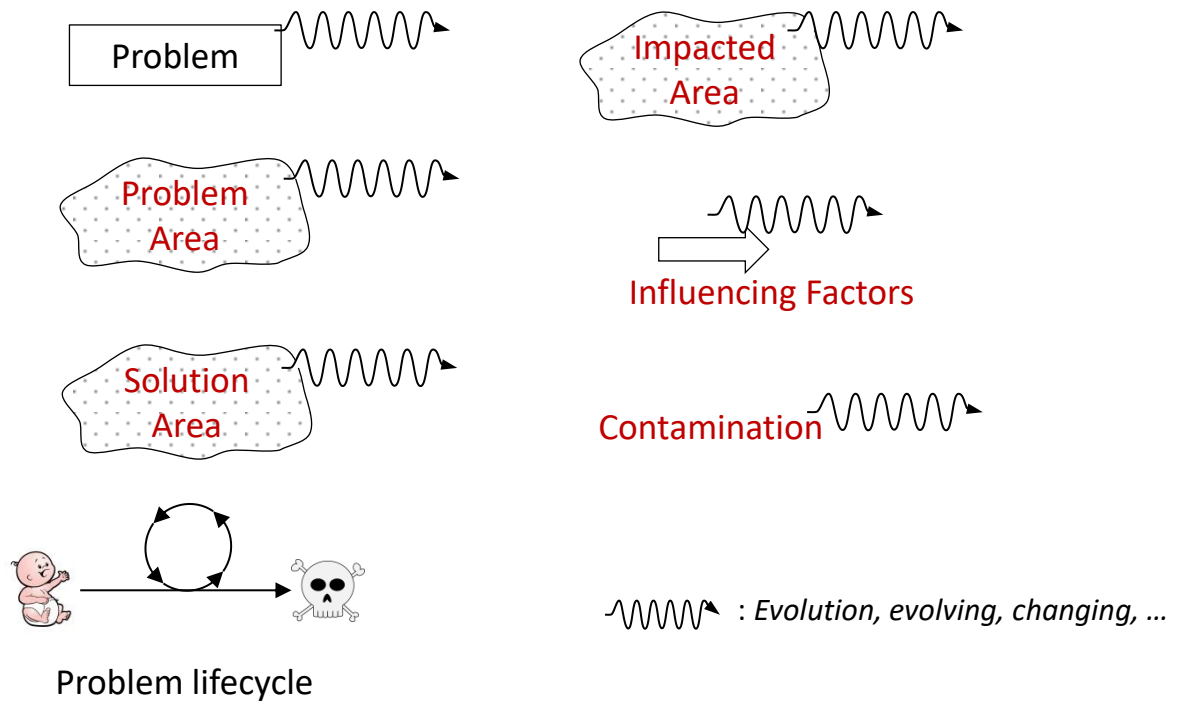 Problem
Impacted
Area
Problem
Area
Influencing Factors
Solution
Area
Contamination
: Evolution, evolving, changing, …
Problem lifecycle